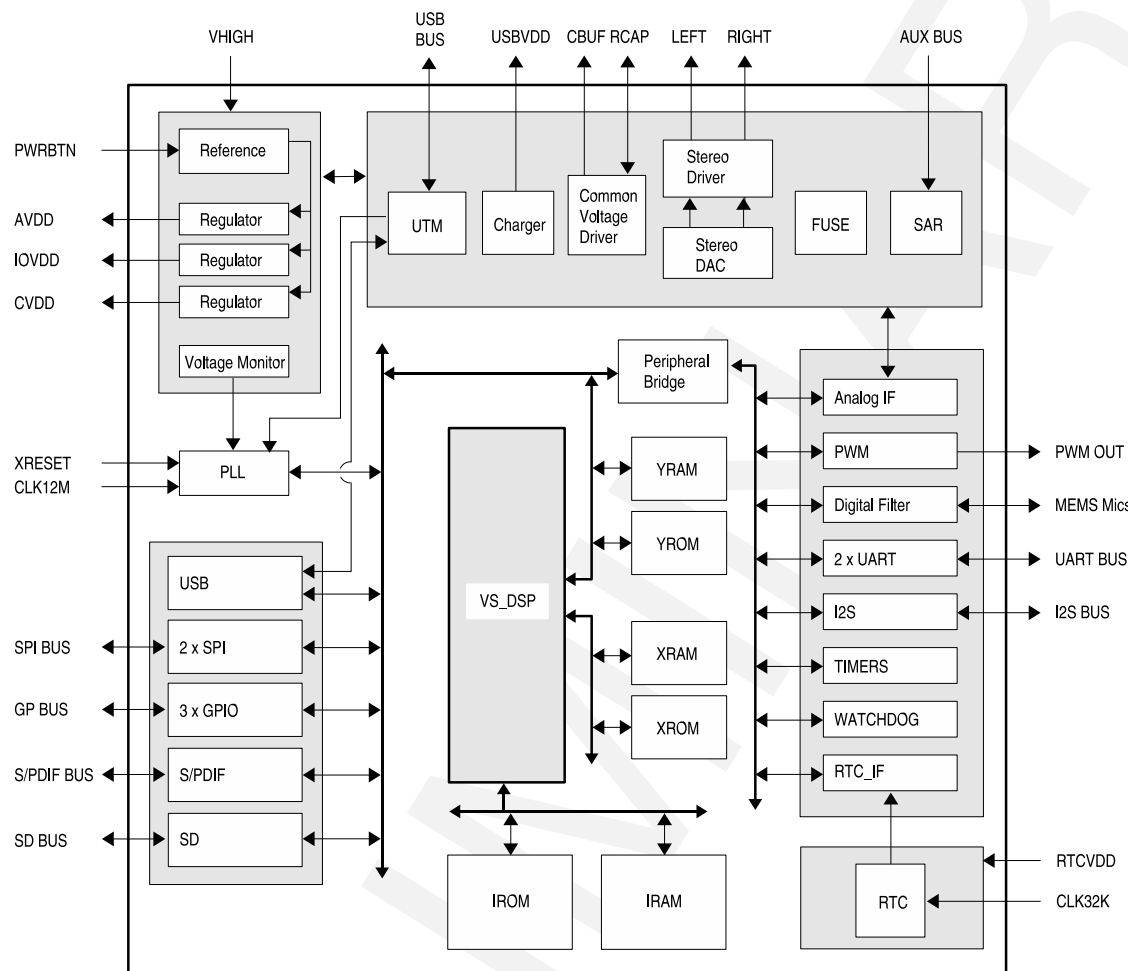 USB
BUS
VHIGH
USBVDD
CBUF RCAP
LEFT
RIGHT
AUX BUS
PWRBTN
Reference
AVDD
Regulator
IOVDD
Regulator
CVDD
Regulator
Voltage Monitor
UTM
Charger
Common
Voltage
Driver
Stereo
Driver
Stereo
DAC
FUSE
SAR
XRESET
CLK12M
PLL
Peripheral
Bridge
Analog IF
PWM
PWM OUT
Digital Filter
MEMS Mics
2 x UART
UART BUS
I2S
I2S BUS
TIMERS
WATCHDOG
RTC_IF
YRAM
YROM
VS_DSP
XRAM
XROM
USB
SPI BUS
2 x SPI
GP BUS
3 x GPIO
S/PDIF BUS
S/PDIF
SD BUS
SD
IROM
IRAM
RTC
RTCVDD
CLK32K